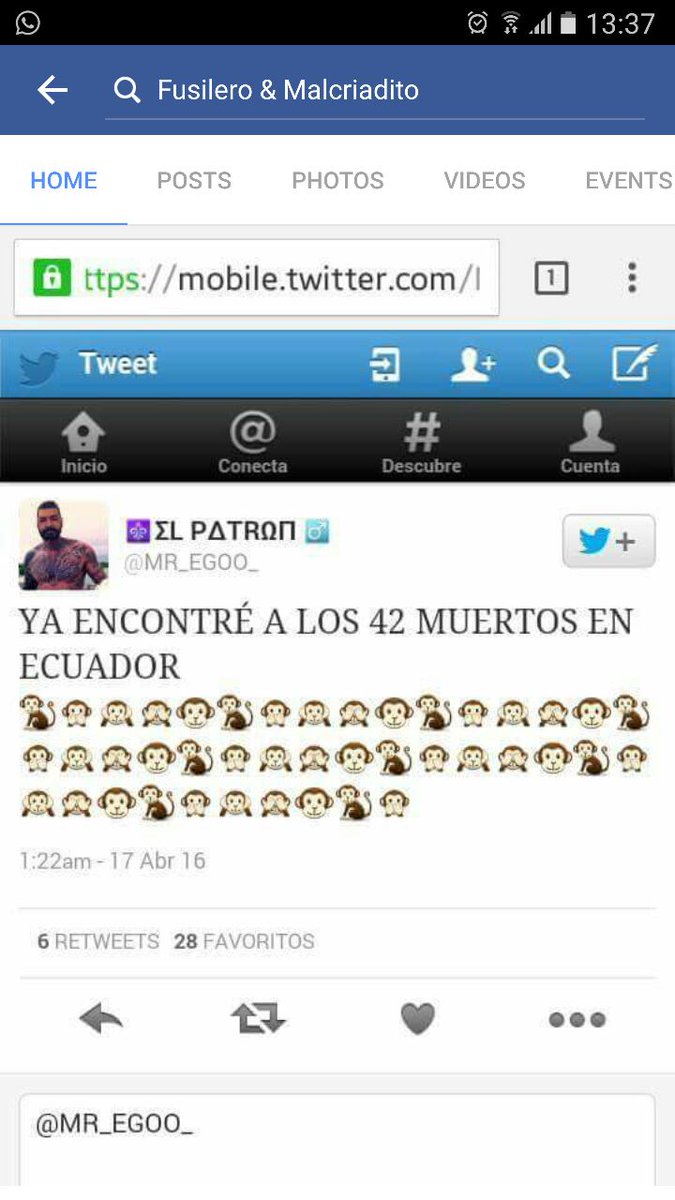 13:37
Fusilero & Malcriadito
HOME POSTS PHOTOS VIDEOS EVENTS
ttps://mobile.twitter.com/
1
Tweet
Inicio Conecta Descubre Cuenta
ΣL PΔTRΩΠ
@MR_EGOO_
YA ENCONTRÉ A LOS 42 MUERTOS EN
ECUADOR
1:22am - 17 Abr 16
6 RETWEETS 28 FAVORITOS
@MR_EGOO_